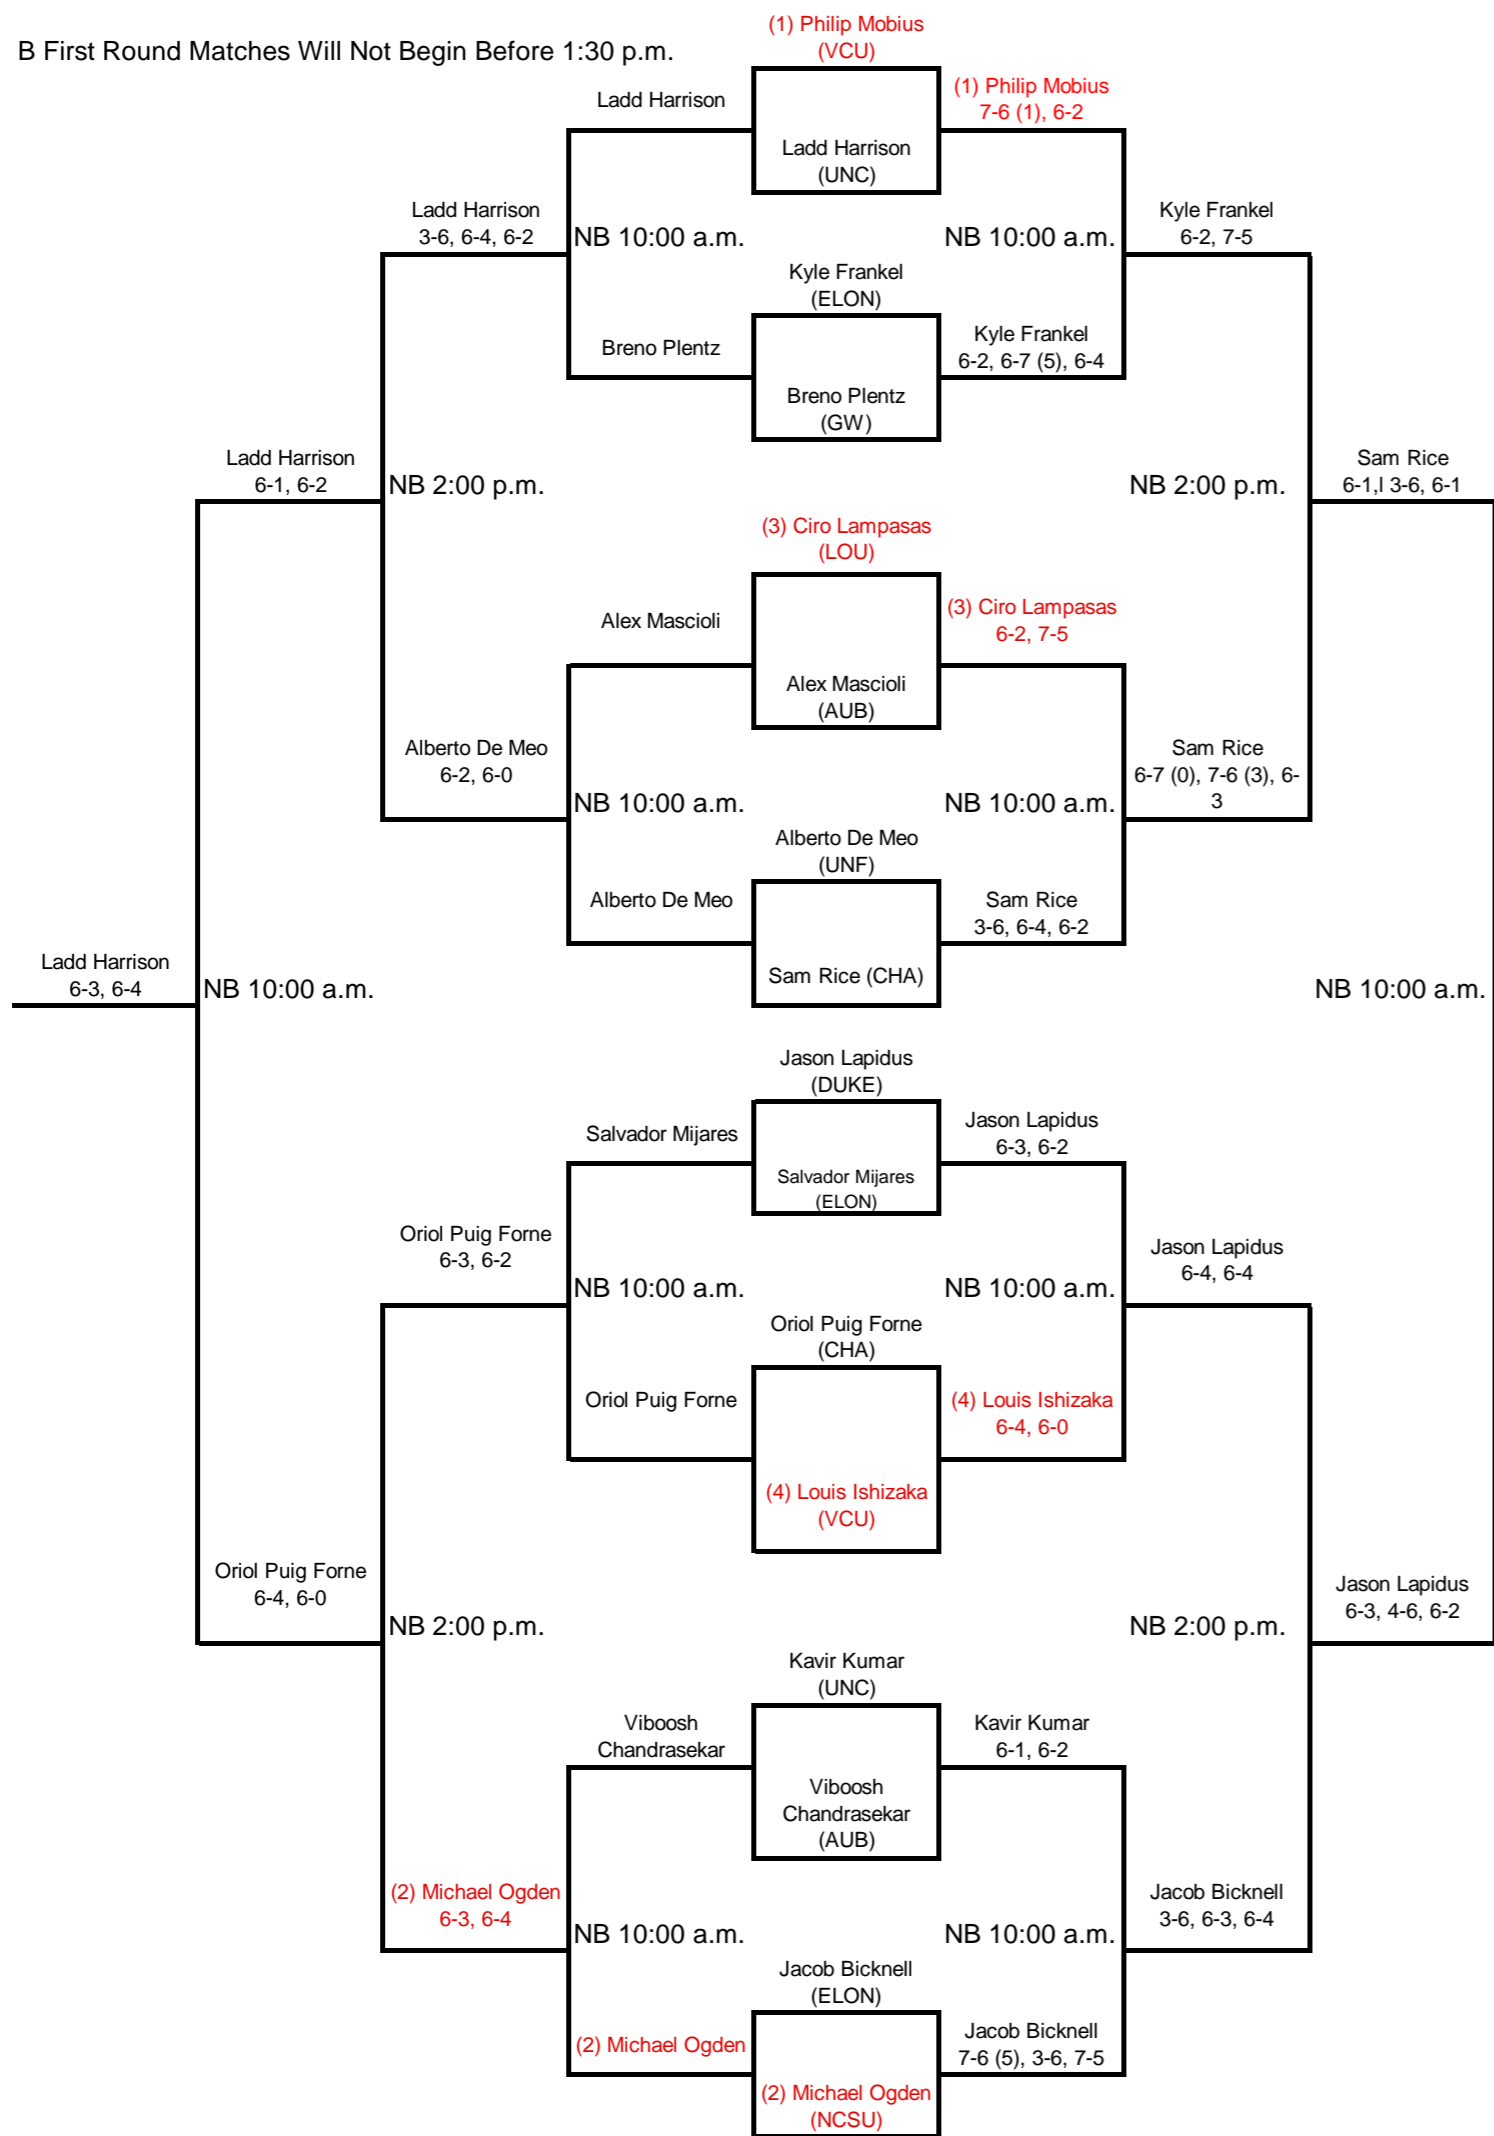 (1) Philip Mobius
(VCU)
B First Round Matches Will Not Begin Before 1:30 p.m.
Ladd Harrison
(1) Philip Mobius
7-6 (1), 6-2
Ladd Harrison
(UNC)
Ladd Harrison
3-6, 6-4, 6-2
NB 10:00 a.m.
NB 10:00 a.m.
Kyle Frankel
6-2, 7-5
Kyle Frankel
(ELON)
Breno Plentz
Kyle Frankel
6-2, 6-7 (5), 6-4
Breno Plentz
(GW)
Ladd Harrison
6-1, 6-2
NB 2:00 p.m.
NB 2:00 p.m.
Sam Rice
6-1,l 3-6, 6-1
(3) Ciro Lampasas
(LOU)
Alex Mascioli
(3) Ciro Lampasas
6-2, 7-5
Alex Mascioli
(AUB)
Alberto De Meo
6-2, 6-0
NB 10:00 a.m.
NB 10:00 a.m.
Sam Rice
6-7 (0), 7-6 (3), 6-
3
Alberto De Meo
(UNF)
Alberto De Meo
Sam Rice
3-6, 6-4, 6-2
Sam Rice (CHA)
Ladd Harrison
6-3, 6-4
NB 10:00 a.m.
NB 10:00 a.m.
Jason Lapidus
(DUKE)
Salvador Mijares
Jason Lapidus
6-3, 6-2
Salvador Mijares
(ELON)
Oriol Puig Forne
6-3, 6-2
NB 10:00 a.m.
NB 10:00 a.m.
Jason Lapidus
6-4, 6-4
Oriol Puig Forne
(CHA)
Oriol Puig Forne
(4) Louis Ishizaka
6-4, 6-0
(4) Louis Ishizaka
(VCU)
Oriol Puig Forne
6-4, 6-0
NB 2:00 p.m.
NB 2:00 p.m.
Jason Lapidus
6-3, 4-6, 6-2
Kavir Kumar
(UNC)
Viboosh
Chandrasekar
Kavir Kumar
6-1, 6-2
Viboosh
Chandrasekar
(AUB)
(2) Michael Ogden
6-3, 6-4
NB 10:00 a.m.
NB 10:00 a.m.
Jacob Bicknell
3-6, 6-3, 6-4
Jacob Bicknell
(ELON)
(2) Michael Ogden
Jacob Bicknell
7-6 (5), 3-6, 7-5
(2) Michael Ogden
(NCSU)